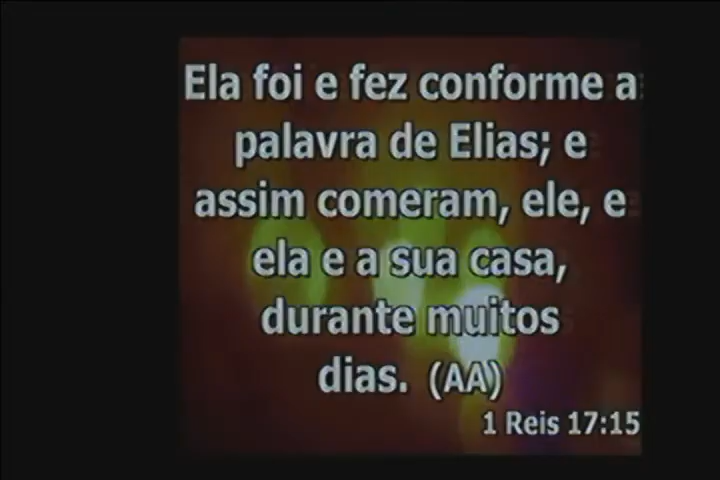 Ela foi e fez conforme a
palavra de Elias; e
assim comeram, ele, e
ela e a sua casa,
durante muitos
dias. (AA)
1 Reis 17:15